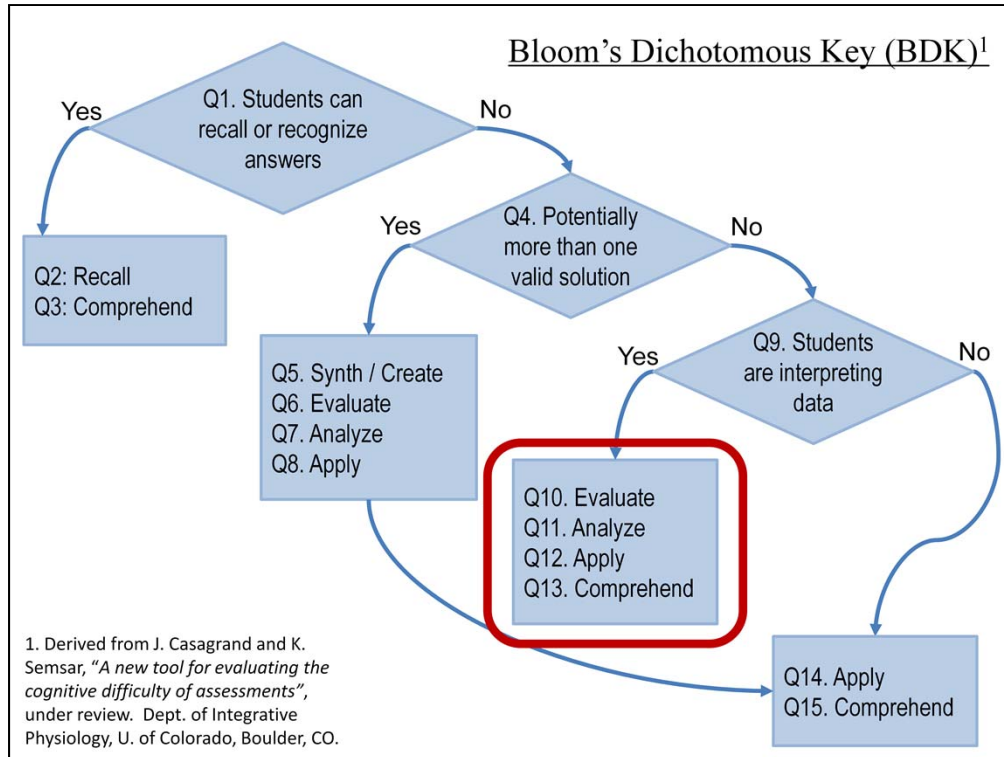 Bloom’s Dichotomous Key (BDK)1
Yes
Q1. Students can
recall or recognize
answers
No
Q2: Recall
Q3: Comprehend
Yes
Q4. Potentially
more than one
valid solution
No
Q5. Synth / Create
Q6. Evaluate
Q7. Analyze
Q8. Apply
Yes
Q9. Students
are interpreting
data
No
Q10. Evaluate
Q11. Analyze
Q12. Apply
Q13. Comprehend
Q14. Apply
Q15. Comprehend
1. Derived from J. Casagrand and K.
Semsar, “A new tool for evaluating the
cognitive difficulty of assessments”,
under review.  Dept. of Integrative
Physiology, U. of Colorado, Boulder, CO.